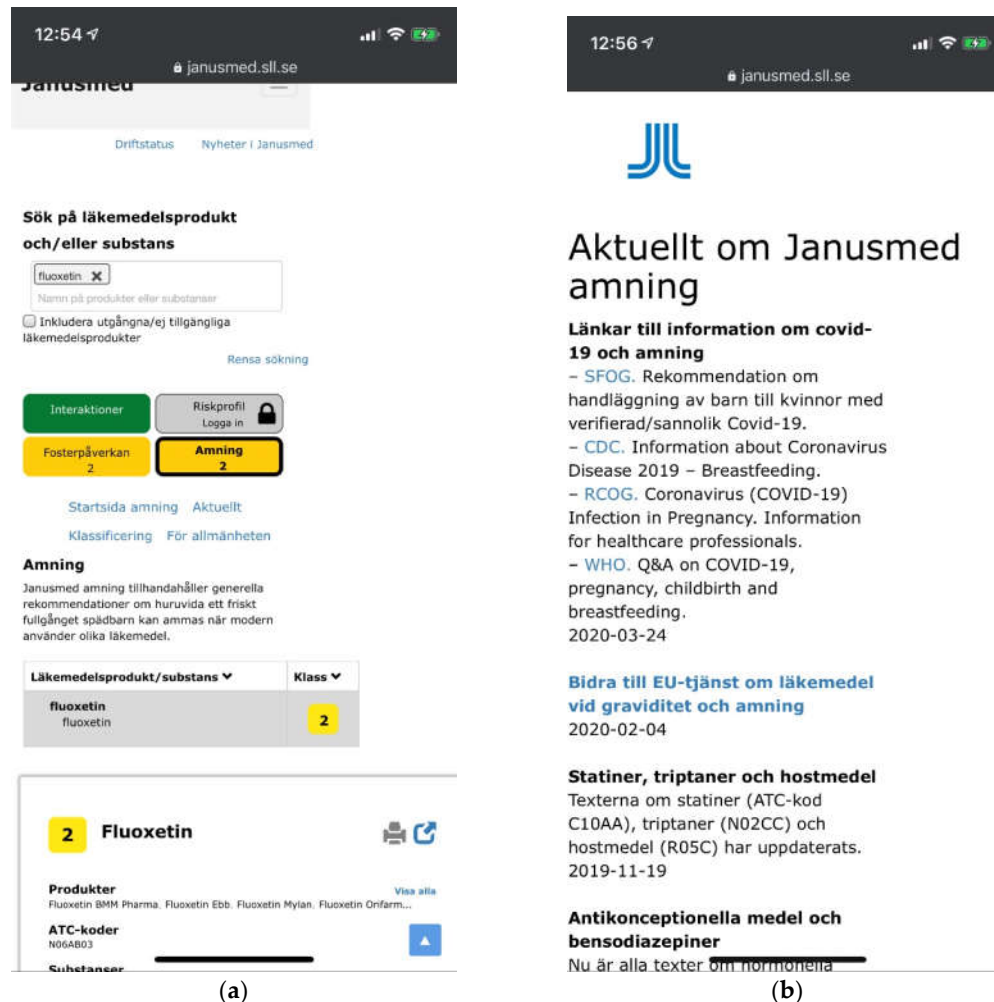 12:54
janusmed.sll.se
Janusmed
Driftstatus Nyheter i Janusmed
Sök på läkemedelsprodukt
och/eller substans
fluoxetin
Namn på produkter eller substanser
Inkludera utgångna/ej tillgängliga
läkemedelsprodukter
Rensa sökning
Interaktioner
Riskprofil
Logga in
Fosterpåverkan
2
Amning
2
Startsida amning Aktuellt
Klassificering För allmänheten
Amning
Janusmed amning tillhandahåller generella
rekommendationer om huruvida ett friskt
fullgånget spädbarn kan ammas när modern
använder olika läkemedel.
Läkemedelsprodukt/substans Klass
fluoxetin
fluoxetin
2
2 Fluoxetin
Produkter Visa alla
Fluoxetin BMM Pharma, Fluoxetin Ebb, Fluoxetin Mylan, Fluoxetin Orifarm...
ATC-koder
N06AB03
Substanser
(a)
12:56
janusmed.sll.se
Aktuellt om Janusmed
amning
Länkar till information om covid-
19 och amning
– SFOG. Rekommendation om
handläggning av barn till kvinnor med
verifierad/sannolik Covid-19.
– CDC. Information about Coronavirus
Disease 2019 – Breastfeeding.
– RCOG. Coronavirus (COVID-19)
Infection in Pregnancy. Information
for healthcare professionals.
– WHO. Q&A on COVID-19,
pregnancy, childbirth and
breastfeeding.
2020-03-24
Bidra till EU-tjänst om läkemedel
vid graviditet och amning
2020-02-04
Statiner, triptaner och hostmedel
Texterna om statiner (ATC-kod
C10AA), triptaner (N02CC) och
hostmedel (R05C) har uppdaterats.
2019-11-19
Antikonceptionella medel och
bensodiazepiner
Nu är alla texter om hormonella
(b)